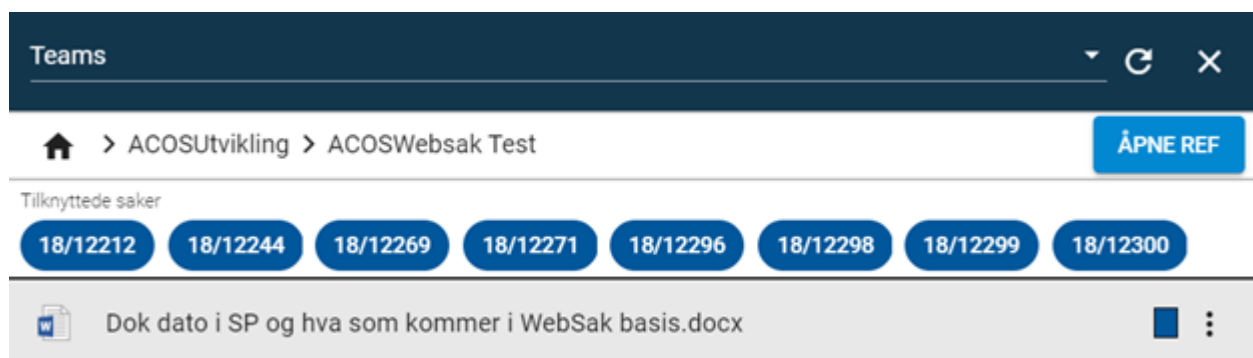 Teams
ACOSUtvikling > ACOSWebsak Test
ÅPNE REF
Tilknyttede saker
18/12212 18/12244 18/12269 18/12271 18/12296 18/12298 18/12299 18/12300
Dok dato i SP og hva som kommer i WebSak basis.docx